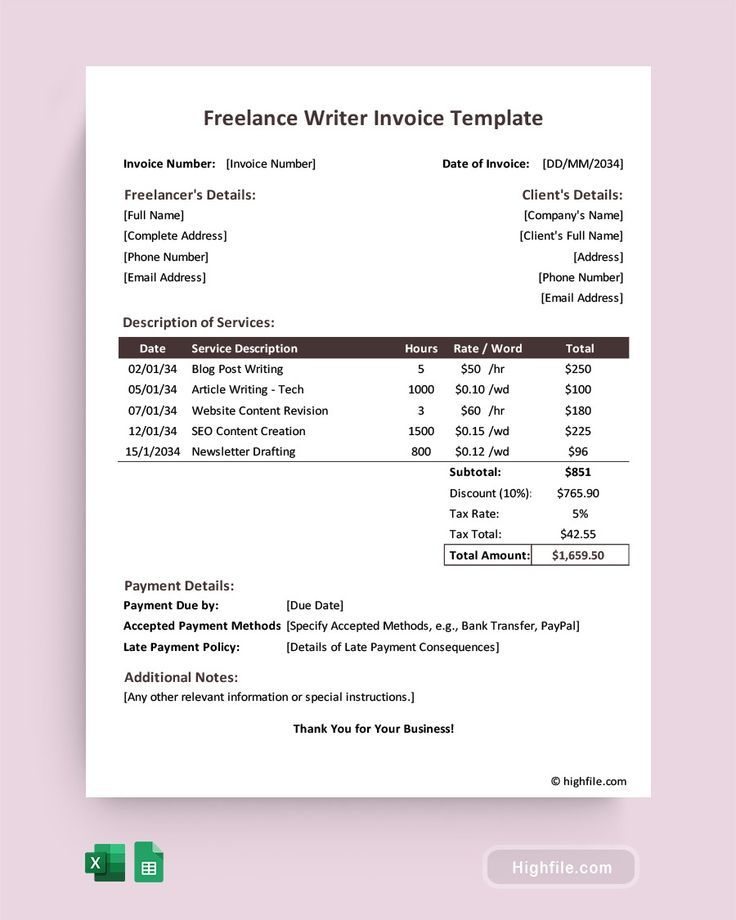 Freelance Writer Invoice Template
Invoice Number: [Invoice Number] Date of Invoice: [DD/MM/2034]
Freelancer's Details: Client's Details:
[Full Name] [Company's Name]
[Complete Address] [Client's Full Name]
[Phone Number] [Address]
[Email Address] [Phone Number]
[Email Address]
Description of Services:
Date Service Description Hours Rate / Word Total
02/01/34 Blog Post Writing 5 $50 /hr $250
05/01/34 Article Writing - Tech 1000 $0.10 /wd $100
07/01/34 Website Content Revision 3 $60 /hr $180
12/01/34 SEO Content Creation 1500 $0.15 /wd $225
15/1/2034 Newsletter Drafting 800 $0.12 /wd $96
Subtotal: $851
Discount (10%): $765.90
Tax Rate: 5%
Tax Total: $42.55
Total Amount: $1,659.50
Payment Details:
Payment Due by: [Due Date]
Accepted Payment Methods [Specify Accepted Methods, e.g., Bank Transfer, PayPal]
Late Payment Policy: [Details of Late Payment Consequences]
Additional Notes:
[Any other relevant information or special instructions.]
Thank You for Your Business!
© highfile.com
X
Highfile.com